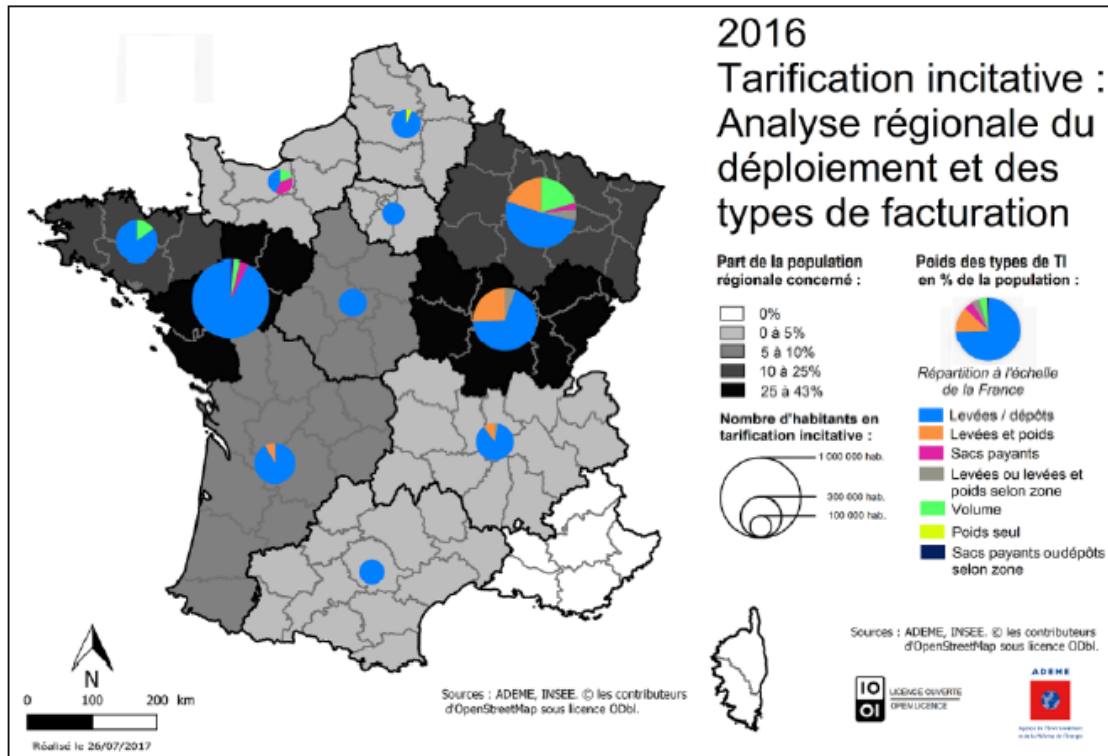 2016
Tarification incitative :
Analyse régionale du
déploiement et des
types de facturation
Part de la population
régionale concerné :
0%
0 à 5%
5 à 10%
10 à 25%
25 à 43%
Nombre d'habitants en
tarification incitative :
1 000 000 hab.
300 000 hab.
100 000 hab.
Poids des types de TI
en % de la population :
Répartition à l'échelle
de la France
Levées / dépôts
Levées et poids
Sacs payants
Levées ou levées et
poids selon zone
Volume
Poids seul
Sacs payants oudépôts
selon zone
Sources : ADEME, INSEE. © les contributeurs
d'OpenStreetMap sous licence ODbl.
N
0 100 200 km
Réalisé le 26/07/2017
Sources : ADEME, INSEE. © les contributeurs
d'OpenStreetMap sous licence ODbl.
LICENCE OUVERTE
OPEN LICENCE
ADEME